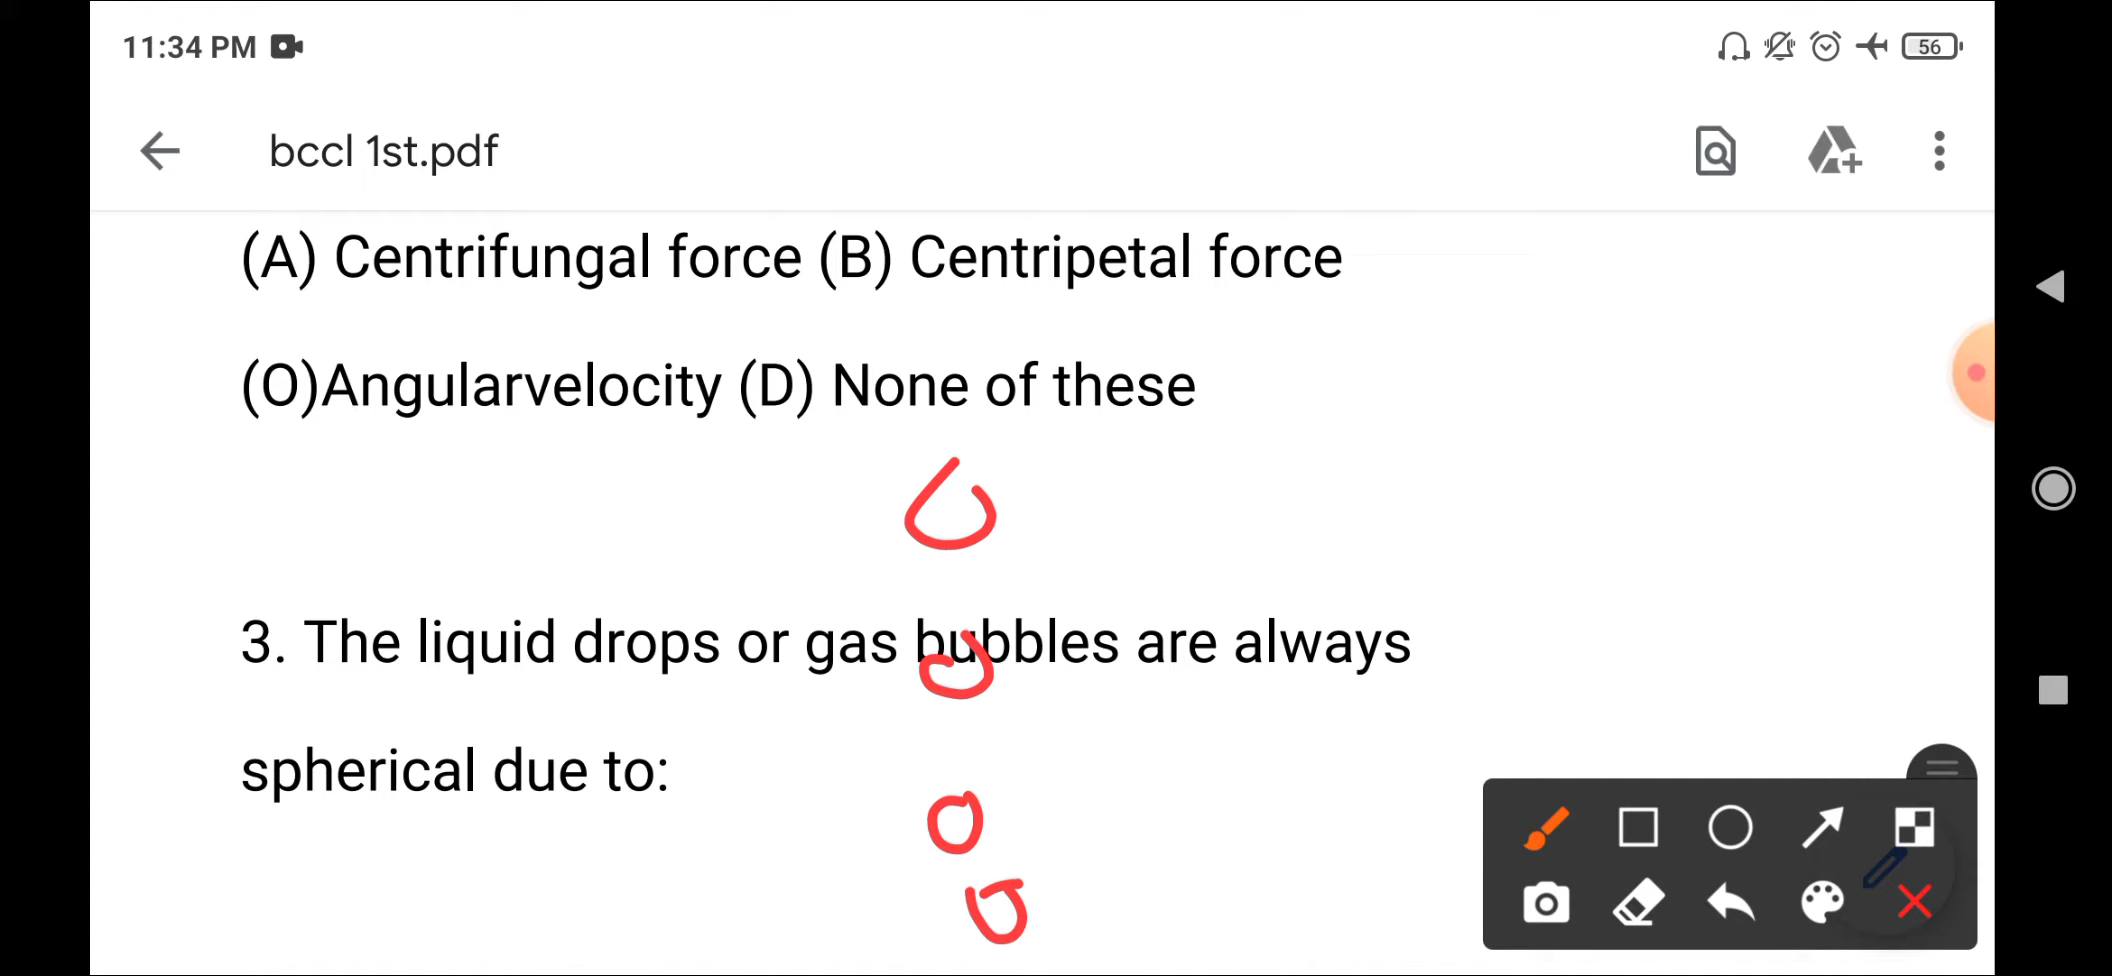 11:34 PM
56
bccl 1st.pdf
(A) Centrifungal force (B) Centripetal force
(O)Angularvelocity (D) None of these
3. The liquid drops or gas bubbles are always
spherical due to: